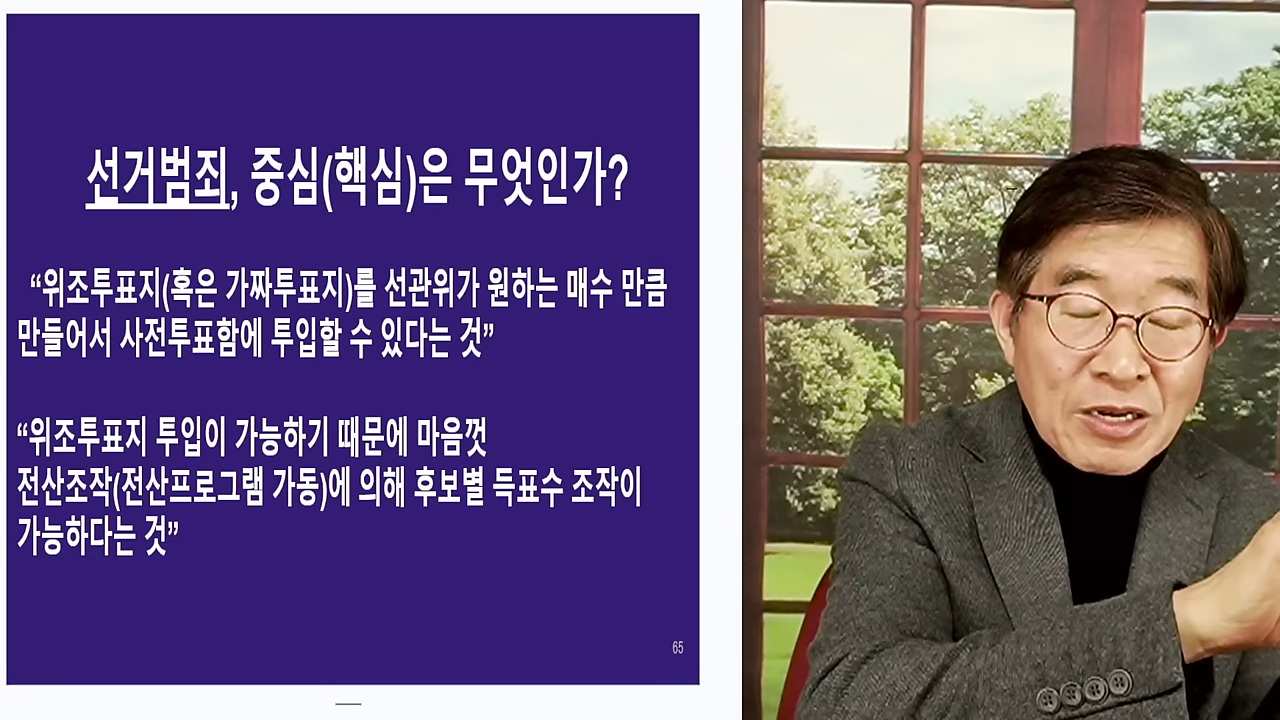 선거범죄, 중심(핵심)은 무엇인가?
“위조투표지(혹은 가짜투표지)를 선관위가 원하는 매수 만큼
만들어서 사전투표함에 투입할 수 있다는 것”
“위조투표지 투입이 가능하기 때문에 마음껏
전산조작(전산프로그램 가동)에 의해 후보별 득표수 조작이
가능하다는 것”
65